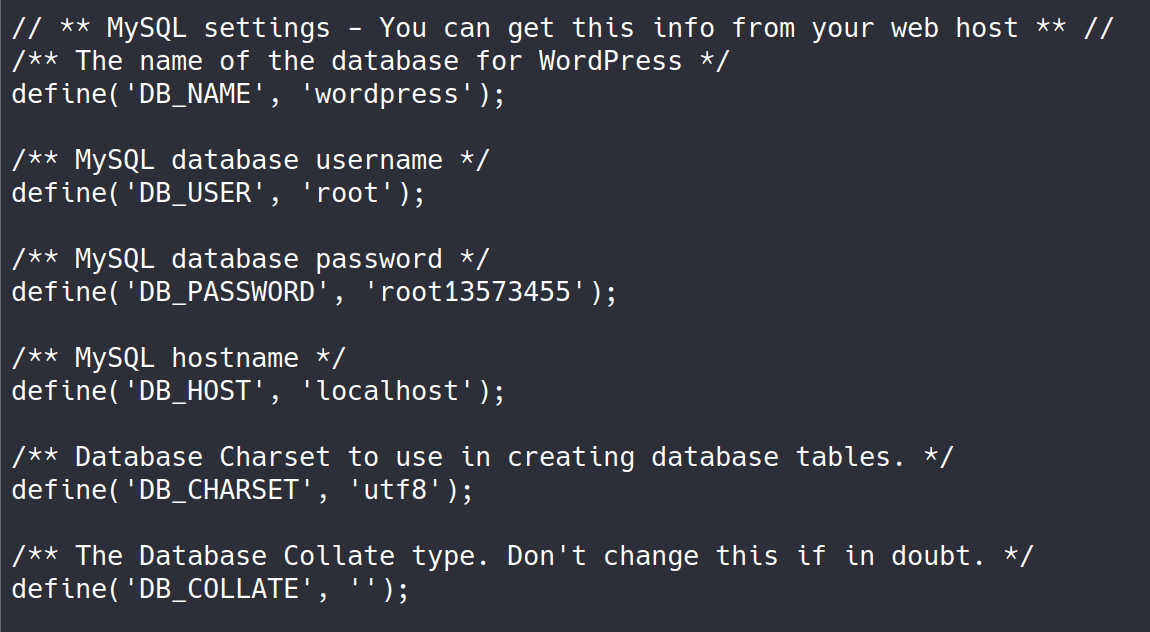 // ** MySQL settings - You can get this info from your web host ** //
/** The name of the database for WordPress */
define('DB_NAME', 'wordpress');
/** MySQL database username */
define('DB_USER', 'root');
/** MySQL database password */
define('DB_PASSWORD', 'root13573455');
/** MySQL hostname */
define('DB_HOST', 'localhost');
/** Database Charset to use in creating database tables. */
define('DB_CHARSET', 'utf8');
/** The Database Collate type. Don't change this if in doubt. */
define('DB_COLLATE', '');